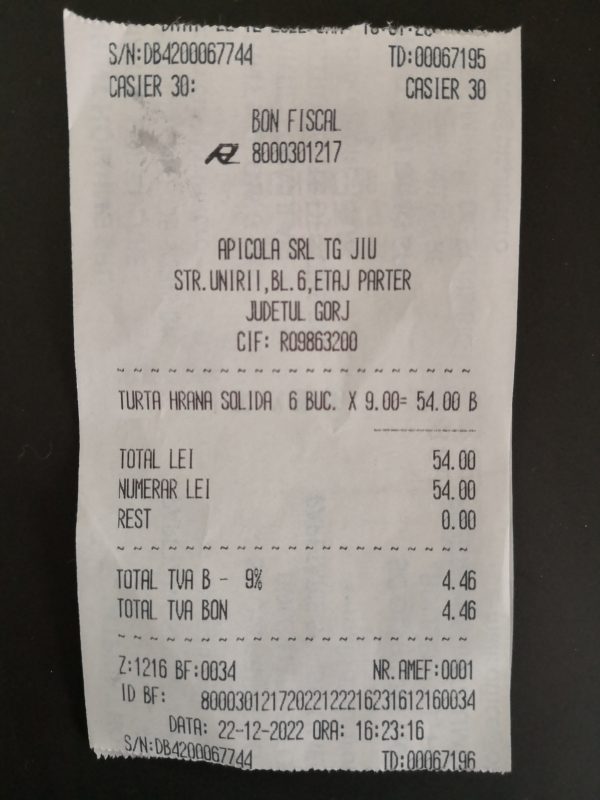 S/N:DB4200067744 TD:00067195
CASIER 30: CASIER 30
BON FISCAL
8000301217
APICOLA SRL TG JIU
STR.UNIRII,BL.6,ETAJ PARTER
JUDETUL GORJ
CIF: RO9863200
TURTA HRANA SOLIDA 6 BUC. X 9.00= 54.00 B
TOTAL LEI 54.00
NUMERAR LEI 54.00
REST 0.00
TOTAL TVA B - 9% 4.46
TOTAL TVA BON 4.46
Z:1216 BF:0034 NR.AMEF:0001
ID BF: 80003012172022122216231612160034
DATA: 22-12-2022 ORA: 16:23:16
S/N:DB4200067744 TD:00067196